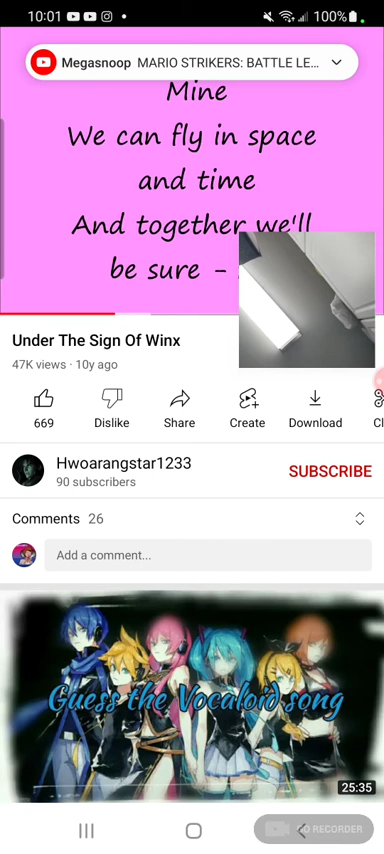 10:01 100%
Megasnoop MARIO STRIKERS: BATTLE LE...
Mine
We can fly in space
and time
And together we'll
be sure -
Under The Sign Of Winx
47K views · 10y ago
669 Dislike Share Create Download Cl
Hwoarangstar1233
90 subscribers
SUBSCRIBE
Comments 26
Add a comment...
Guess the Vocaloid song
25:35
GO RECORDER